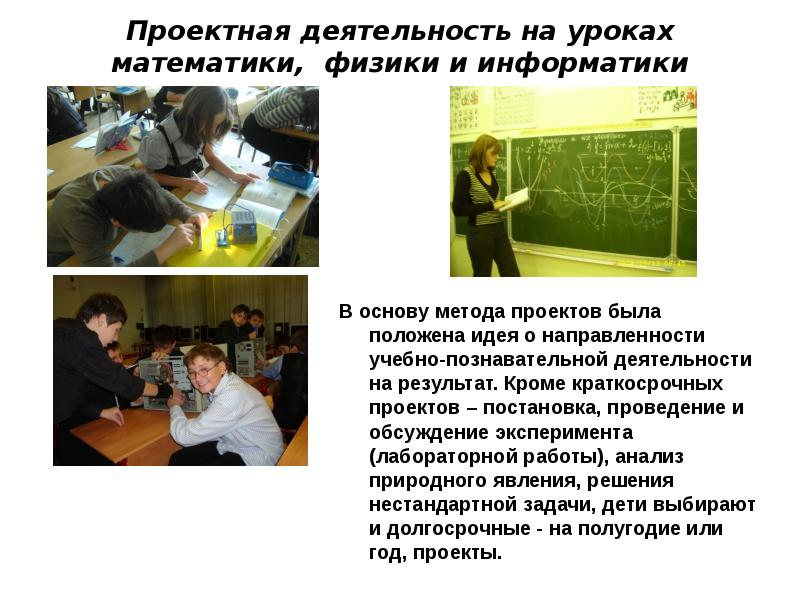 Проектная деятельность на уроках
математики,  физики и информатики
В основу метода проектов была
положена идея о направленности
учебно-познавательной деятельности
на результат. Кроме краткосрочных
проектов – постановка, проведение и
обсуждение эксперимента
(лабораторной работы), анализ
природного явления, решения
нестандартной задачи, дети выбирают
и долгосрочные - на полугодие или
год, проекты.